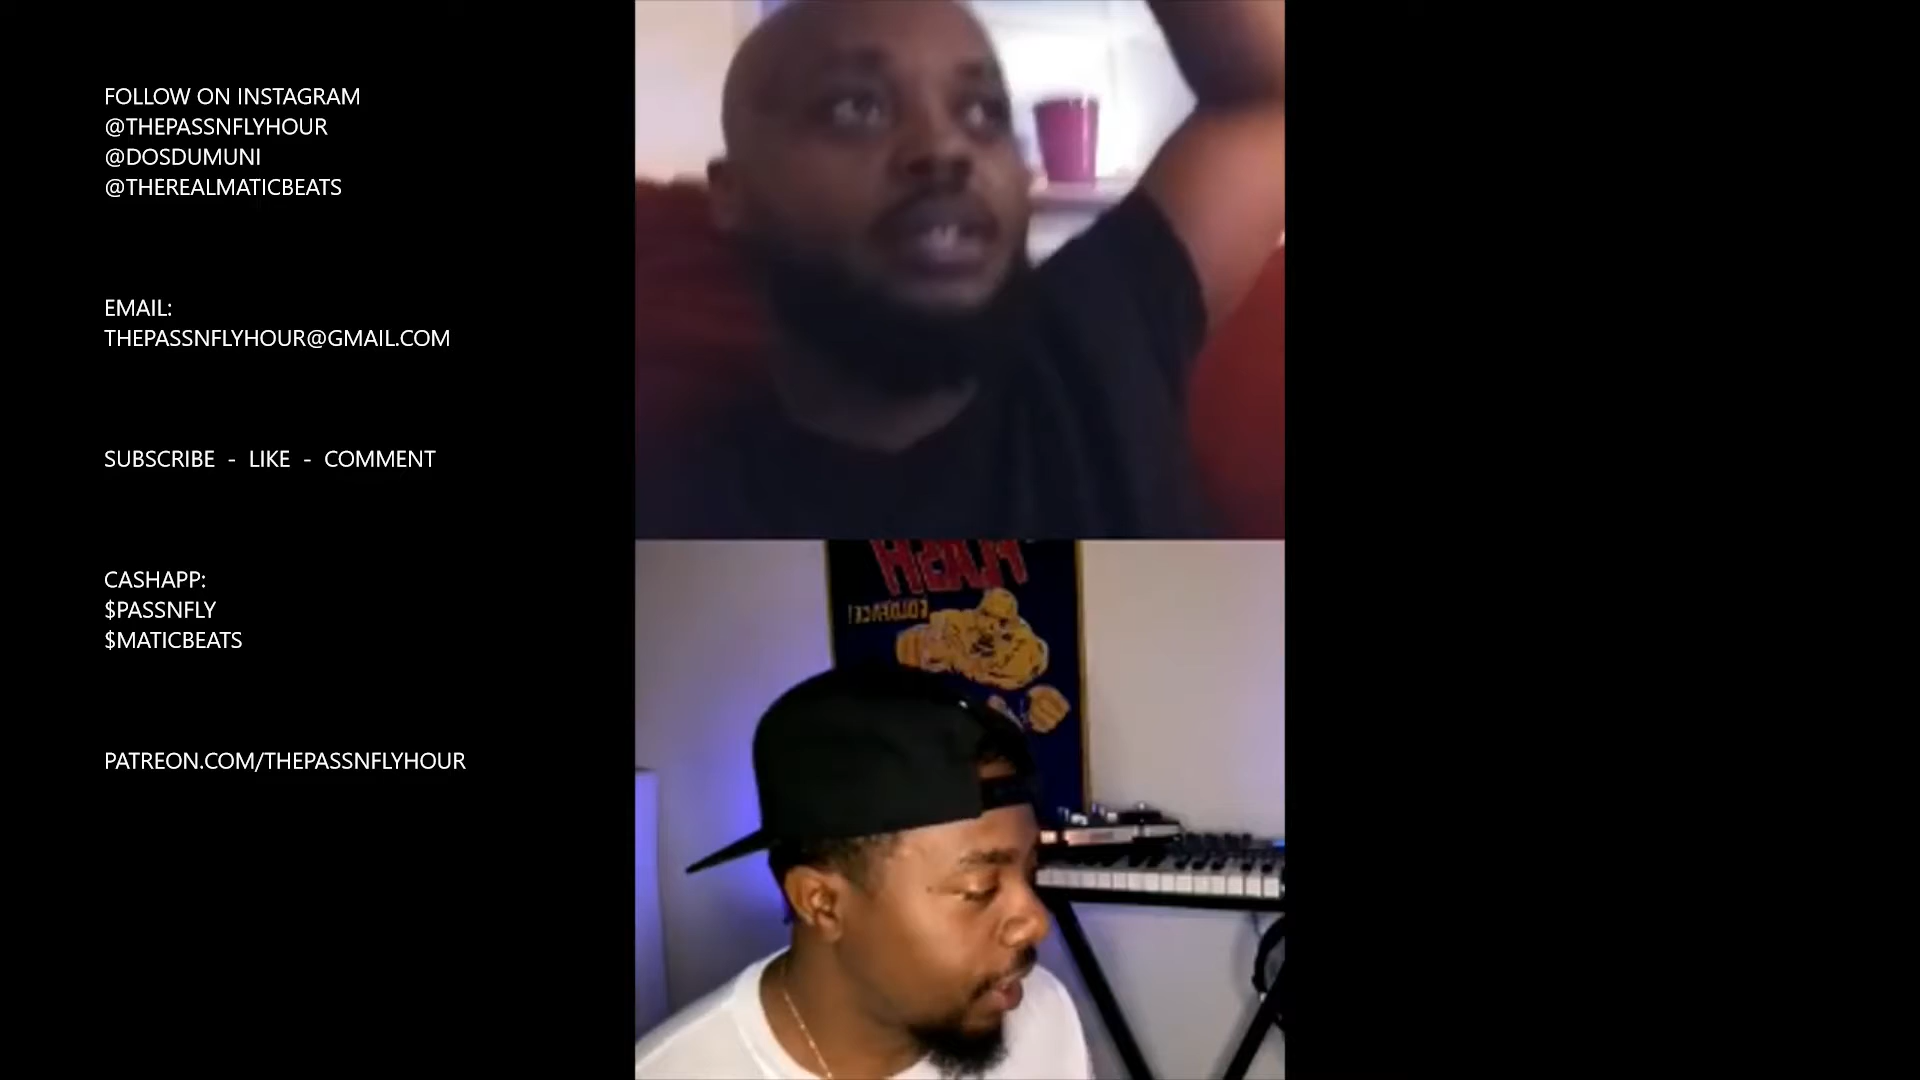 FOLLOW ON INSTAGRAM
@THEPASSNFLYHOUR
@DOSDUMUNI
@THEREALMATICBEATS
EMAIL:
THEPASSNFLYHOUR@GMAIL.COM
SUBSCRIBE - LIKE - COMMENT
CASHAPP:
$PASSNFLY
$MATICBEATS
PATREON.COM/THEPASSNFLYHOUR
FLASH